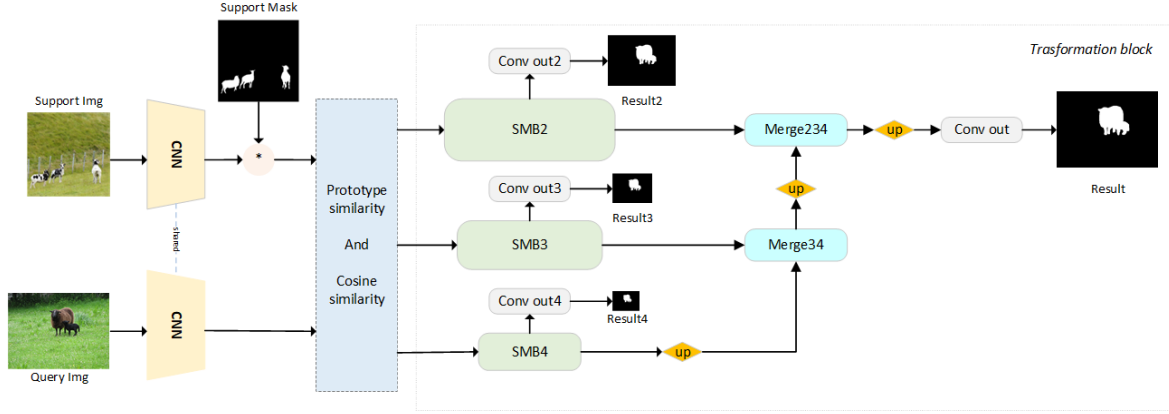 Support Mask
Support Img
CNN
*
shared
CNN
Query Img
Prototype
similarity
And
Cosine
similarity
Trasformation block
Conv out2
Result2
SMB2
Merge234
up
Conv out
Result
up
Conv out3
Result3
SMB3
Merge34
Conv out4
Result4
SMB4
up